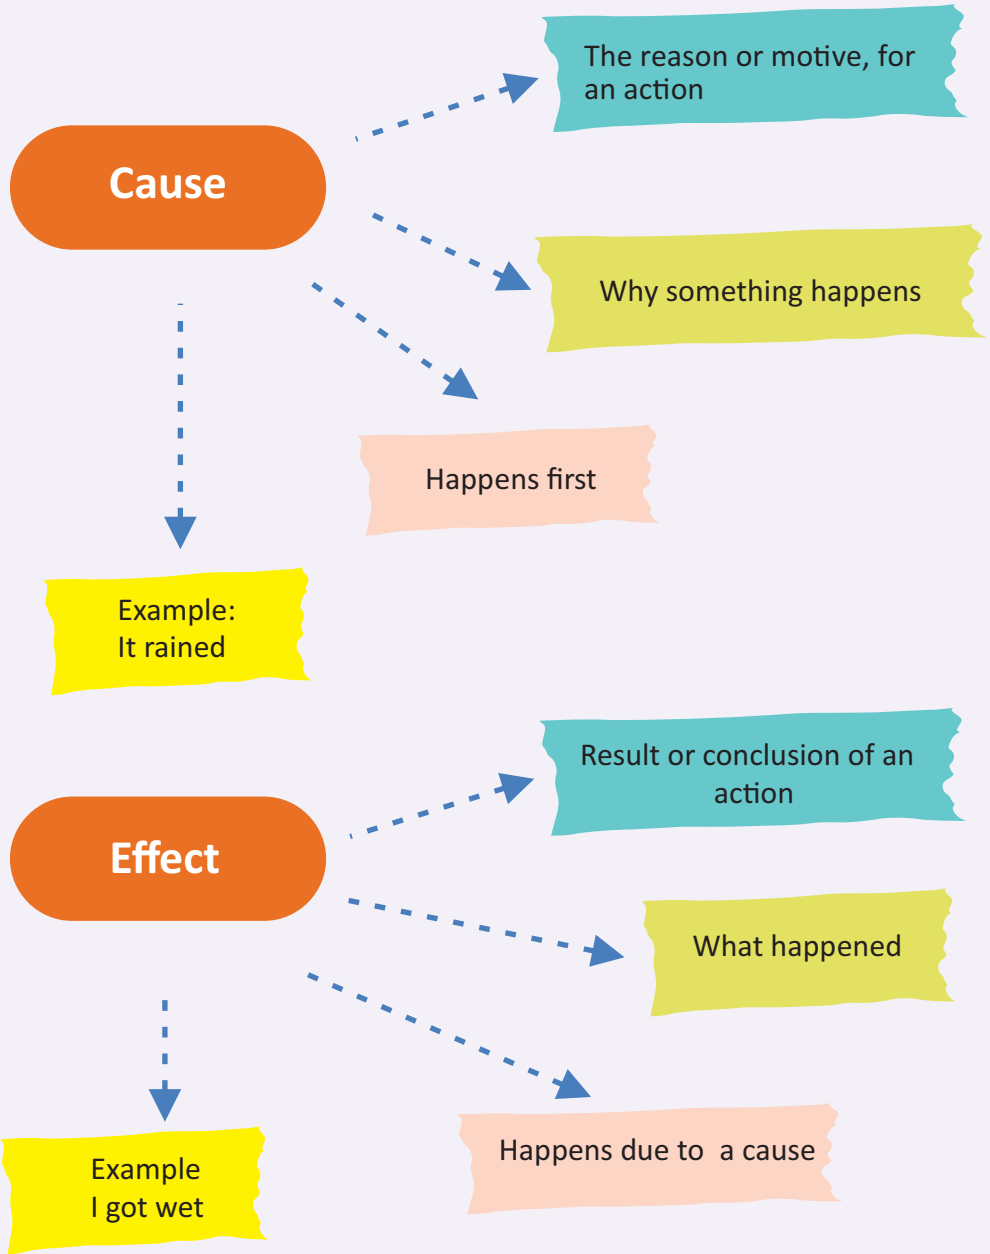 Cause
The reason or motive, for
an action
Why something happens
Happens first
Example:
It rained
Effect
Result or conclusion of an
action
What happened
Happens due to  a cause
Example
I got wet